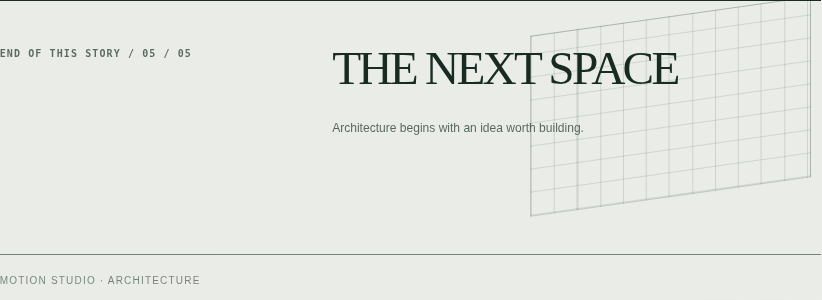 END OF THIS STORY / 05 / 05
THE NEXT SPACE
Architecture begins with an idea worth building.
MOTION STUDIO · ARCHITECTURE